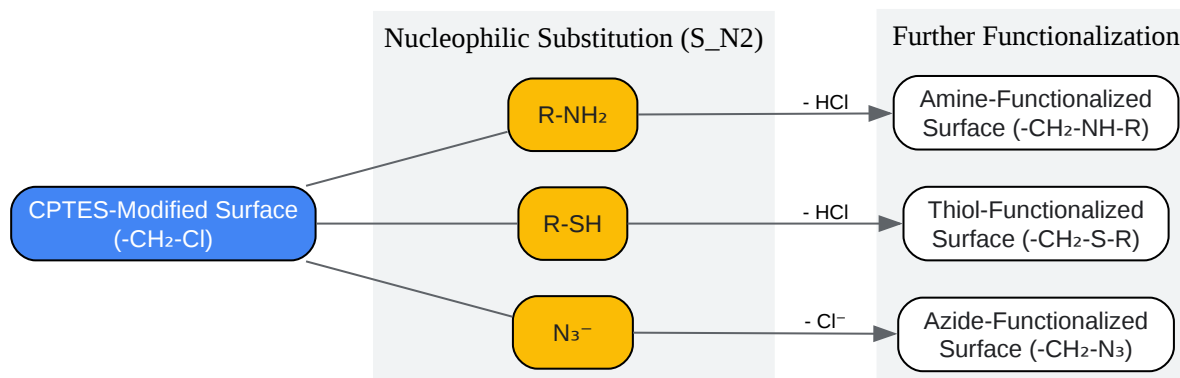 Nucleophilic Substitution (S_N2)
Further Functionalization
CPTES-Modified Surface
(-CH₂-Cl)
R-NH₂
- HCl
Amine-Functionalized
Surface (-CH₂-NH-R)
R-SH
- HCl
Thiol-Functionalized
Surface (-CH₂-S-R)
N₃⁻
- Cl⁻
Azide-Functionalized
Surface (-CH₂-N₃)